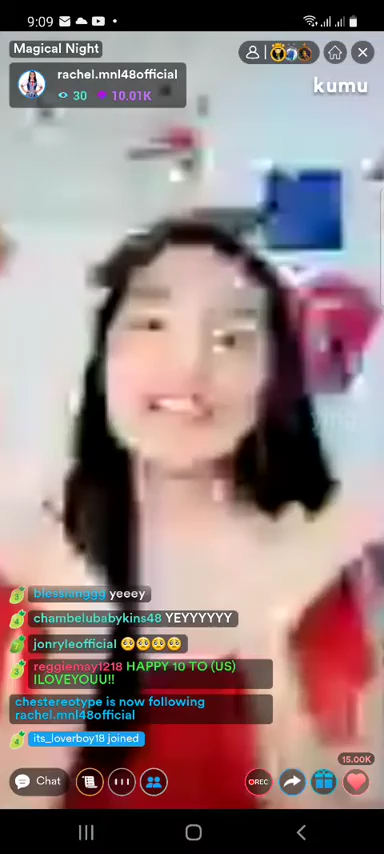 9:09
Magical Night
rachel.mnl48official
30 10.01K
kumu
blessinnggg yeeey
chambelubabykins48 YEYYYYYY
jonryleofficial 🥺🥺🥺🥺
reggiemay1218 HAPPY 10 TO (US)
ILOVEYOUU!!
chestereotype is now following
rachel.mnl48official
its_loverboy18 joined
15.00K
Chat
REC